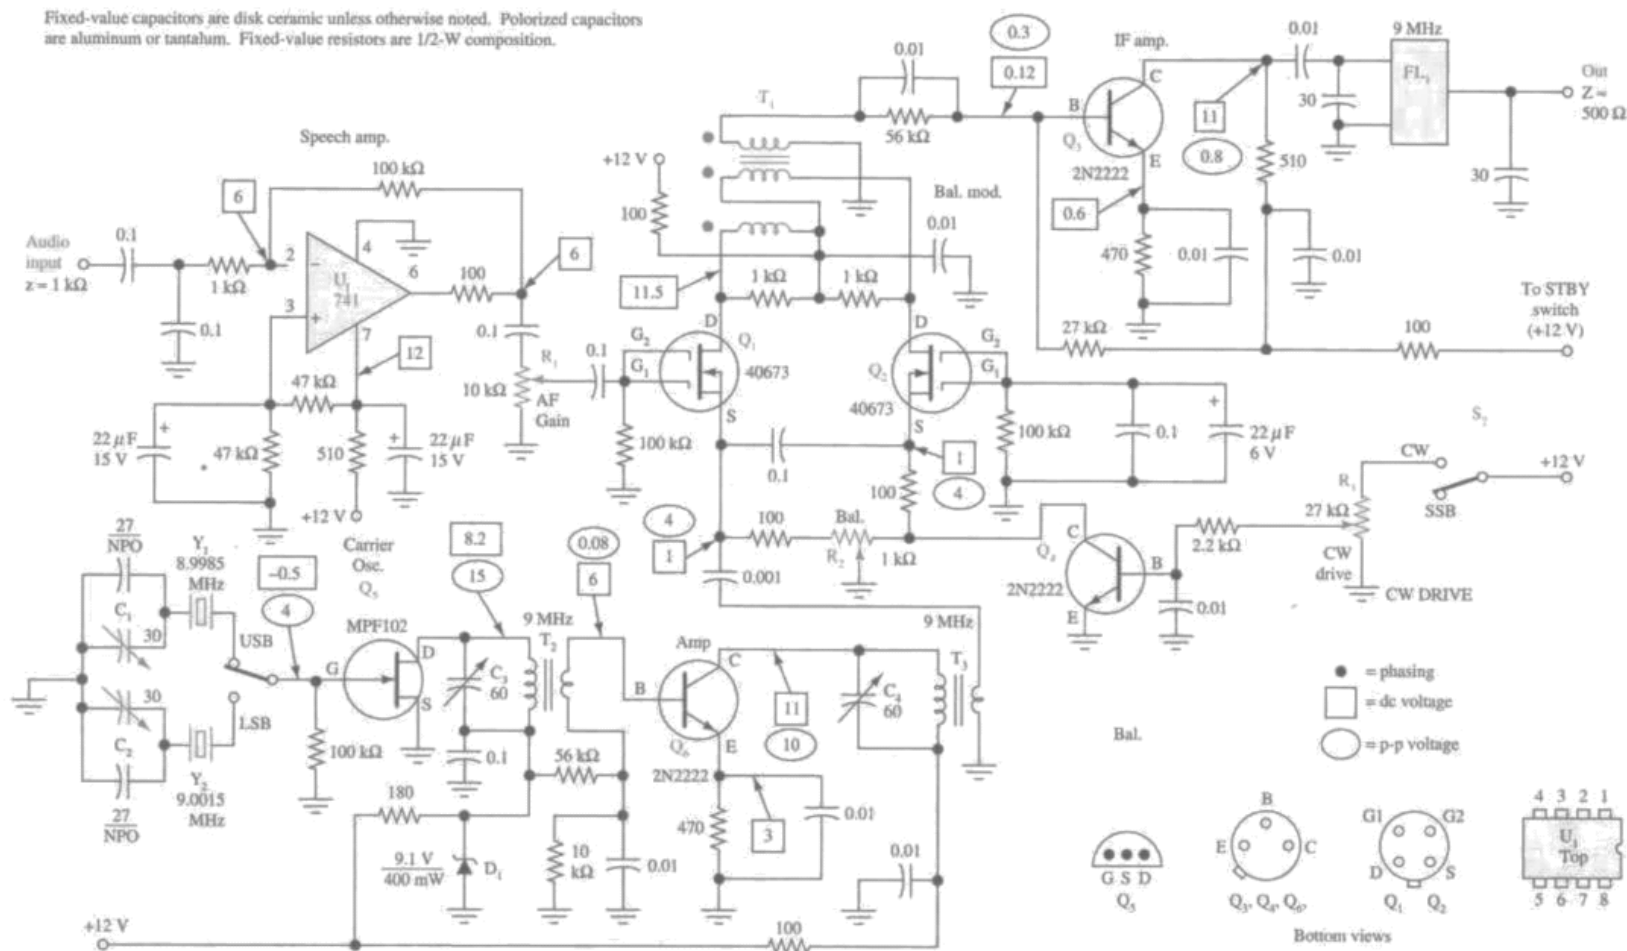 Fixed-value capacitors are disk ceramic unless otherwise noted. Polorized capacitors
are aluminum or tantalum. Fixed-value resistors are 1/2-W composition.
Speech amp.
100 kΩ
6
0.1
Audio
input
z = 1 kΩ
1 kΩ
0.1
2
3
4
6
7
U₁
741
100
6
12
0.1
R₁
10 kΩ
AF
Gain
47 kΩ
47 kΩ
510
22 µF
15 V
22 µF
15 V
+12 V
T₁
+12 V
100
0.01
56 kΩ
0.3
0.12
Bal. mod.
0.01
11.5
1 kΩ
1 kΩ
D
G₂
G₁
Q₁
40673
S
0.1
100 kΩ
D
G₂
G₁
Q₂
40673
S
0.1
1
4
100
100 kΩ
0.1
22 µF
6 V
IF amp.
C
B
E
Q₃
2N2222
0.6
470
0.01
11
0.8
510
0.01
0.01
30
9 MHz
FL₁
30
Out
Z =
500 Ω
27 kΩ
100
To STBY
switch
(+12 V)
S₂
CW
SSB
+12 V
R₃
27 kΩ
CW
drive
CW DRIVE
2.2 kΩ
0.01
C
B
E
Q₄
2N2222
4
1
100
Bal.
R₂
1 kΩ
0.001
27
NPO
Y₁
8.9985
MHz
C₁
30
USB
LSB
30
C₂
27
NPO
Y₂
9.0015
MHz
-0.5
4
Carrier
Osc.
Q₅
MPF102
G
D
S
100 kΩ
8.2
15
C₃
60
0.1
9 MHz
T₂
0.08
6
56 kΩ
10
kΩ
0.01
180
9.1 V
400 mW
D₁
Amp
B
C
E
Q₆
2N2222
470
3
0.01
11
10
C₄
60
9 MHz
T₃
0.01
100
+12 V
= phasing
= dc voltage
= p-p voltage
Bal.
G S D
Q₅
B
E
C
Q₃, Q₄, Q₆,
G1
G2
D
S
Q₁ Q₂
4 3 2 1
U₁
Top
5 6 7 8
Bottom views